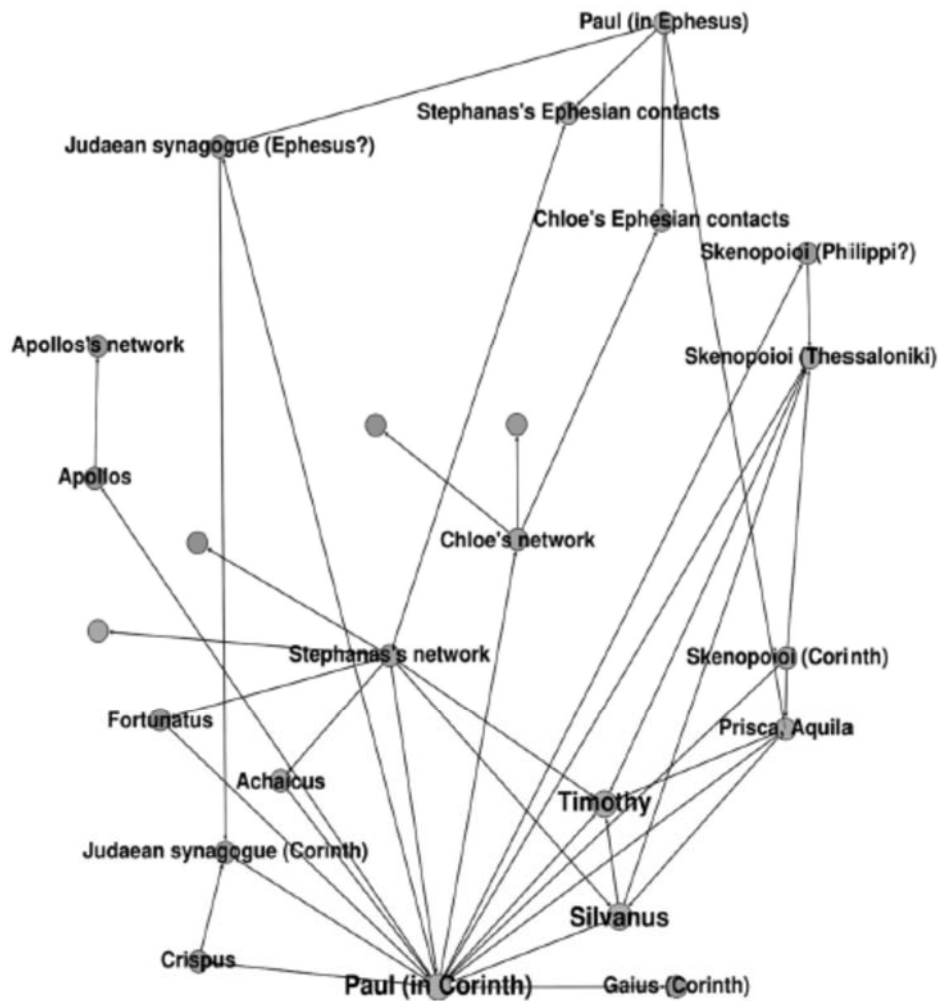 Paul (in Ephesus)
Stephanas's Ephesian contacts
Judaean synagogue (Ephesus?)
Chloe's Ephesian contacts
Skenopoioi (Philippi?)
Apollos's network
Skenopoioi (Thessaloniki)
Apollos
Chloe's network
Stephanas's network
Skenopoioi (Corinth)
Fortunatus
Prisca, Aquila
Achaicus
Timothy
Judaean synagogue (Corinth)
Silvanus
Crispus
Paul (in Corinth)
Gaius (Corinth)